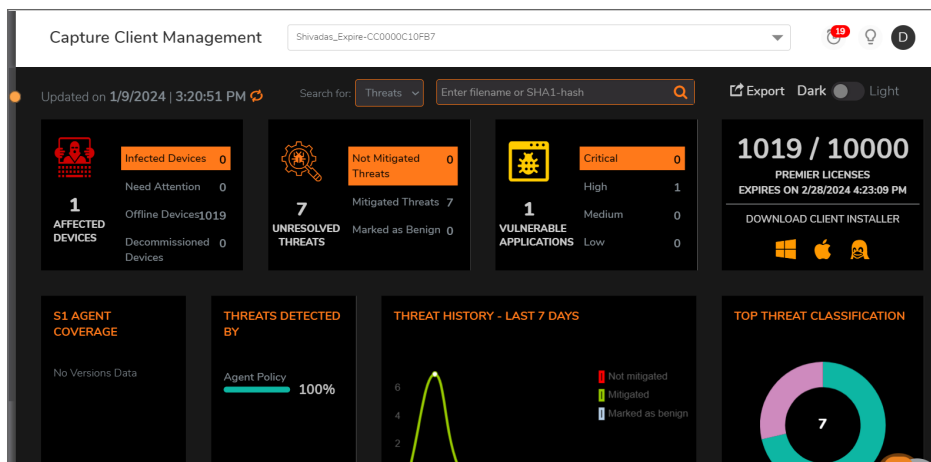 Capture Client Management
Shivadas_Expire-CC0000C10FB7
19
D
Updated on 1/9/2024 | 3:20:51 PM
Search for:
Threats
Enter filename or SHA1-hash
Export
Dark
Light
1
AFFECTED
DEVICES
Infected Devices 0
Need Attention 0
Offline Devices 1019
Decommissioned 0
Devices
7
UNRESOLVED
THREATS
Not Mitigated 0
Threats
Mitigated Threats 7
Marked as Benign 0
1
VULNERABLE
APPLICATIONS
Critical 0
High 1
Medium 0
Low 0
1019 / 10000
PREMIER LICENSES
EXPIRES ON 2/28/2024 4:23:09 PM
DOWNLOAD CLIENT INSTALLER
S1 AGENT
COVERAGE
No Versions Data
THREATS DETECTED
BY
Agent Policy
100%
THREAT HISTORY - LAST 7 DAYS
6
4
2
Not mitigated
Mitigated
Marked as benign
TOP THREAT CLASSIFICATION
7